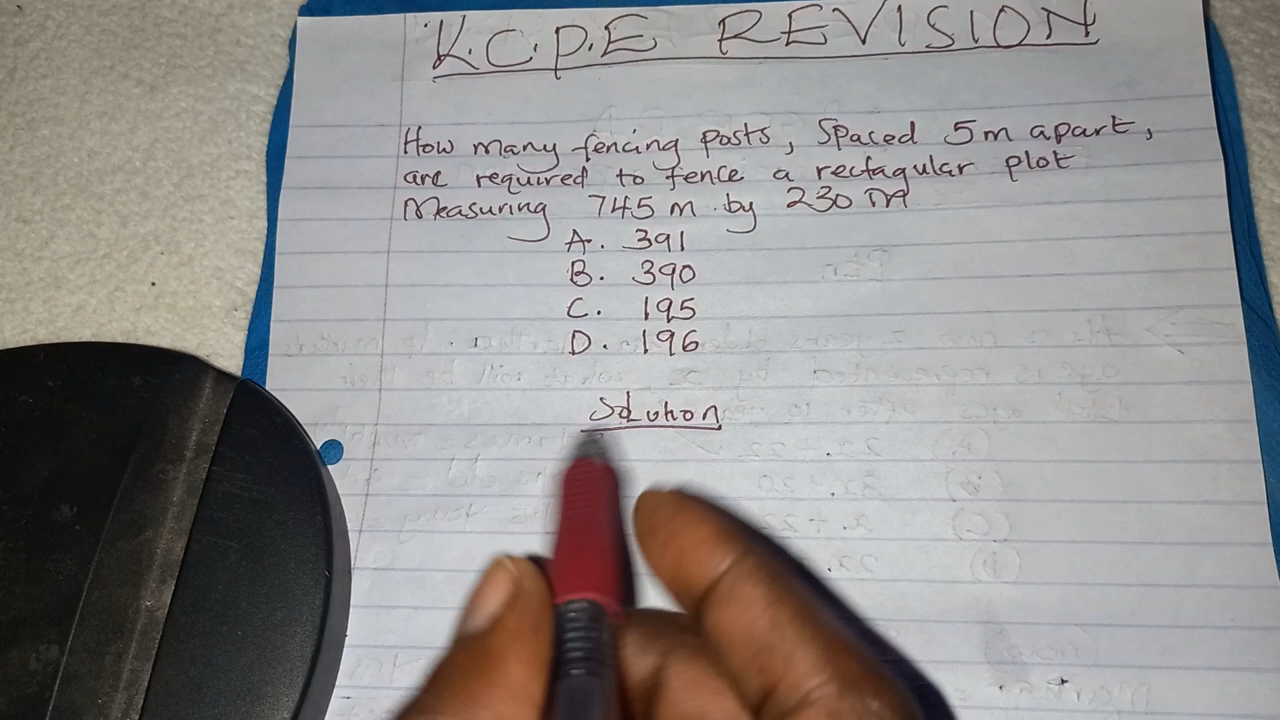 K.C.P.E REVISION
How many fencing posts, spaced 5m apart,
are required to fence a rectagular plot
Measuring 745 m by 230 m
A. 391
B. 390
C. 195
D. 196
Solution